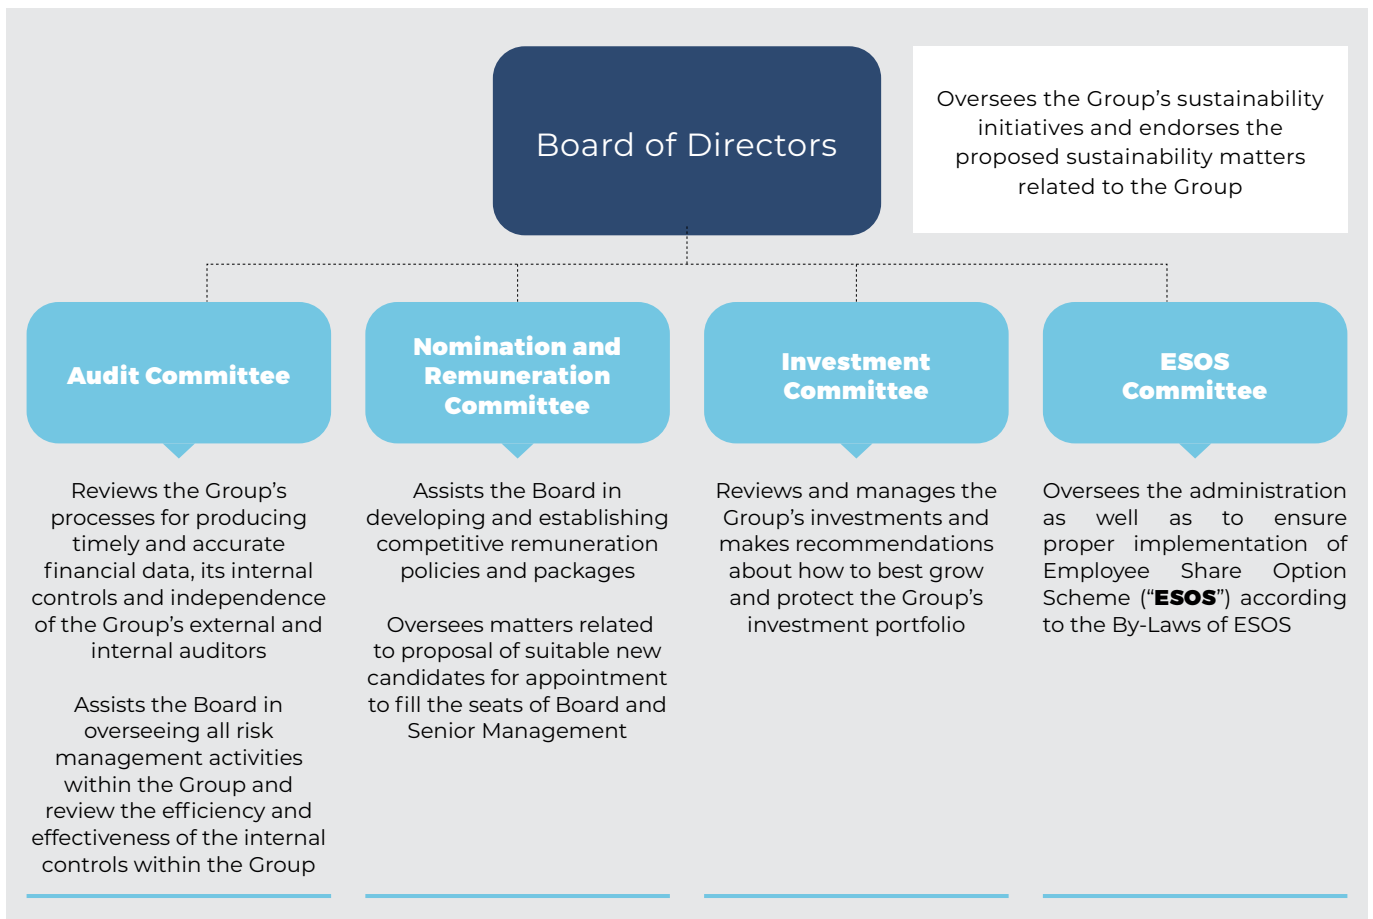 Board of Directors
Oversees the Group’s sustainability
initiatives and endorses the
proposed sustainability matters
related to the Group
Audit Committee
Reviews the Group’s
processes for producing
timely and accurate
financial data, its internal
controls and independence
of the Group’s external and
internal auditors
Assists the Board in
overseeing all risk
management activities
within the Group and
review the efficiency and
effectiveness of the internal
controls within the Group
Nomination and
Remuneration
Committee
Assists the Board in
developing and establishing
competitive remuneration
policies and packages
Oversees matters related
to proposal of suitable new
candidates for appointment
to fill the seats of Board and
Senior Management
Investment
Committee
Reviews and manages the
Group’s investments and
makes recommendations
about how to best grow
and protect the Group’s
investment portfolio
ESOS
Committee
Oversees the administration
as well as to ensure
proper implementation of
Employee Share Option
Scheme (“ESOS”) according
to the By-Laws of ESOS